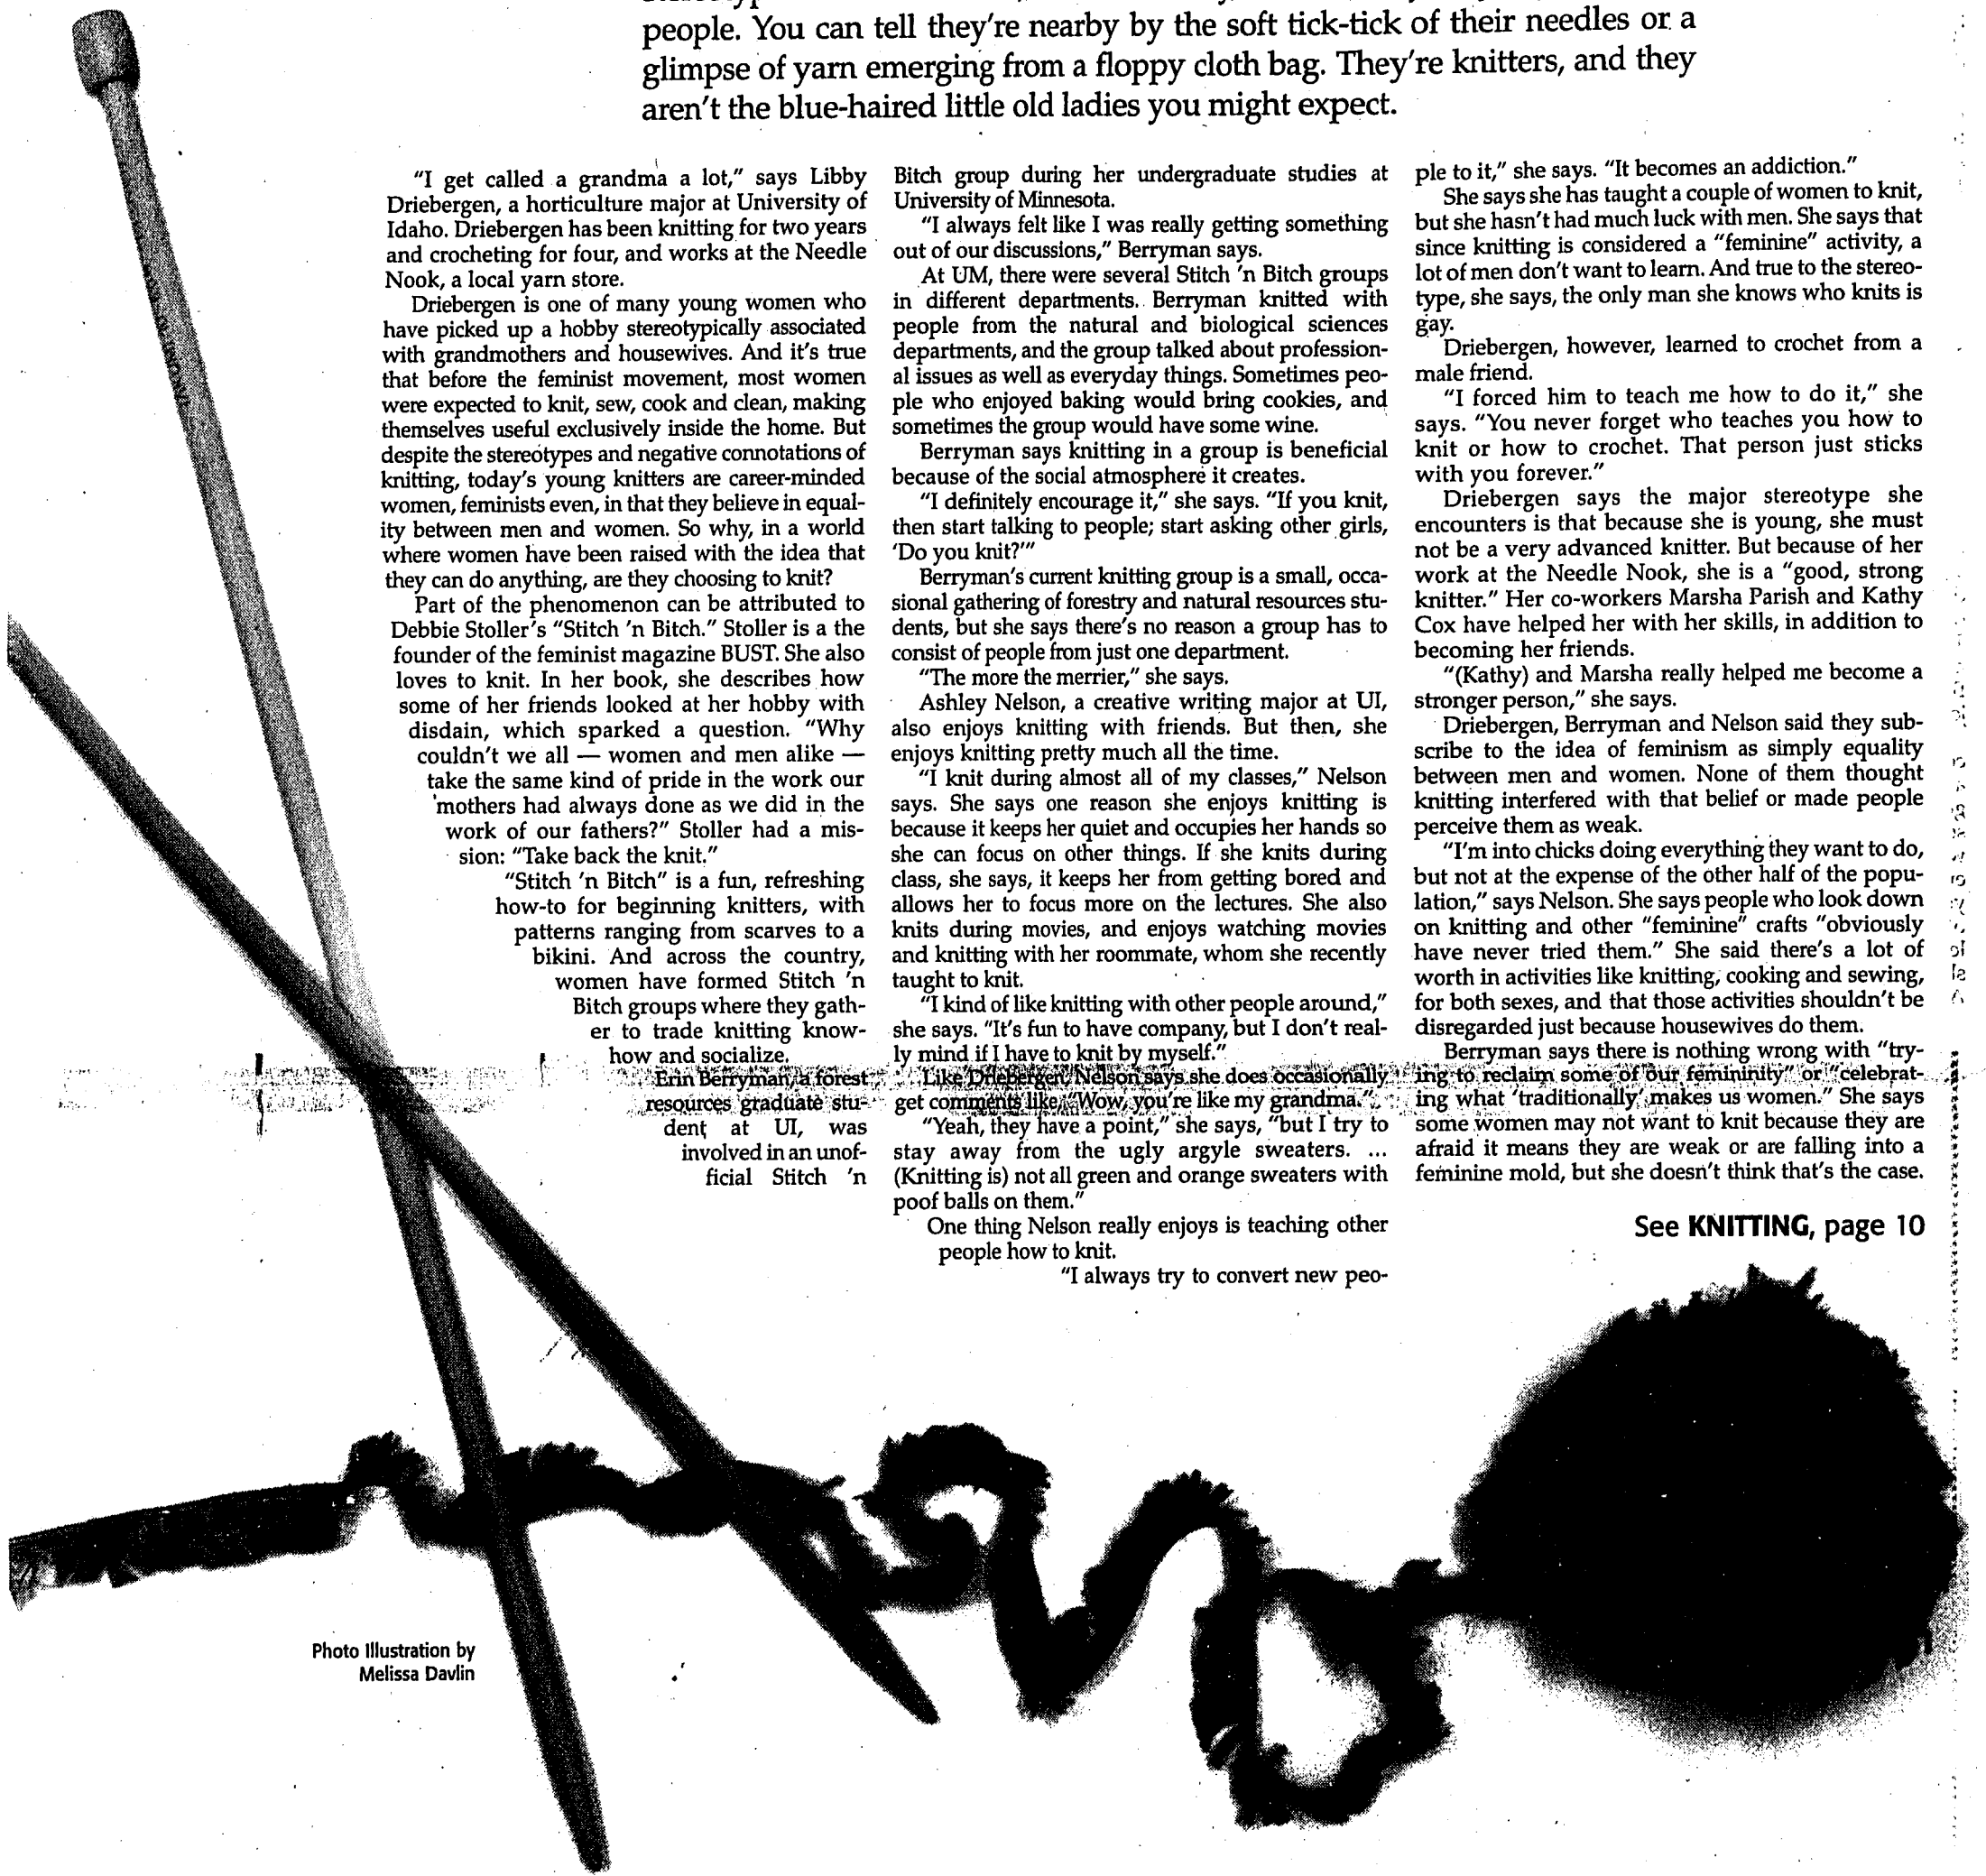 people. You can tell they're nearby by the soft tick-tick of their needles or a
glimpse of yarn emerging from a floppy cloth bag. They're knitters, and they
aren't the blue-haired little old ladies you might expect.
"I get called a grandma a lot," says Libby
Driebergen, a horticulture major at University of
Idaho. Driebergen has been knitting for two years
and crocheting for four, and works at the Needle
Nook, a local yarn store.
Driebergen is one of many young women who
have picked up a hobby stereotypically associated
with grandmothers and housewives. And it's true
that before the feminist movement, most women
were expected to knit, sew, cook and clean, making
themselves useful exclusively inside the home. But
despite the stereotypes and negative connotations of
knitting, today's young knitters are career-minded
women, feminists even, in that they believe in equal-
ity between men and women. So why, in a world
where women have been raised with the idea that
they can do anything, are they choosing to knit?
Part of the phenomenon can be attributed to
Debbie Stoller's "Stitch 'n Bitch." Stoller is a the
founder of the feminist magazine BUST. She also
loves to knit. In her book, she describes how
some of her friends looked at her hobby with
disdain, which sparked a question. "Why
couldn't we all — women and men alike —
take the same kind of pride in the work our
mothers had always done as we did in the
work of our fathers?" Stoller had a mis-
sion: "Take back the knit."
"Stitch 'n Bitch" is a fun, refreshing
how-to for beginning knitters, with
patterns ranging from scarves to a
bikini. And across the country,
women have formed Stitch 'n
Bitch groups where they gath-
er to trade knitting know-
how and socialize.
Erin Berryman, a forest
resources graduate stu-
dent at UI, was
involved in an unof-
ficial Stitch 'n
Bitch group during her undergraduate studies at
University of Minnesota.
"I always felt like I was really getting something
out of our discussions," Berryman says.
At UM, there were several Stitch 'n Bitch groups
in different departments. Berryman knitted with
people from the natural and biological sciences
departments, and the group talked about profession-
al issues as well as everyday things. Sometimes peo-
ple who enjoyed baking would bring cookies, and
sometimes the group would have some wine.
Berryman says knitting in a group is beneficial
because of the social atmosphere it creates.
"I definitely encourage it," she says. "If you knit,
then start talking to people; start asking other girls,
'Do you knit?'"
Berryman's current knitting group is a small, occa-
sional gathering of forestry and natural resources stu-
dents, but she says there's no reason a group has to
consist of people from just one department.
"The more the merrier," she says.
Ashley Nelson, a creative writing major at UI,
also enjoys knitting with friends. But then, she
enjoys knitting pretty much all the time.
"I knit during almost all of my classes," Nelson
says. She says one reason she enjoys knitting is
because it keeps her quiet and occupies her hands so
she can focus on other things. If she knits during
class, she says, it keeps her from getting bored and
allows her to focus more on the lectures. She also
knits during movies, and enjoys watching movies
and knitting with her roommate, whom she recently
taught to knit.
"I kind of like knitting with other people around,"
she says. "It's fun to have company, but I don't real-
ly mind if I have to knit by myself."
Like Driebergen, Nelson says she does occasionally
get comments like, "Wow, you're like my grandma."
"Yeah, they have a point," she says, "but I try to
stay away from the ugly argyle sweaters. ...
(Knitting is) not all green and orange sweaters with
poof balls on them."
One thing Nelson really enjoys is teaching other
people how to knit.
"I always try to convert new peo-
ple to it," she says. "It becomes an addiction."
She says she has taught a couple of women to knit,
but she hasn't had much luck with men. She says that
since knitting is considered a "feminine" activity, a
lot of men don't want to learn. And true to the stereo-
type, she says, the only man she knows who knits is
gay.
Driebergen, however, learned to crochet from a
male friend.
"I forced him to teach me how to do it," she
says. "You never forget who teaches you how to
knit or how to crochet. That person just sticks
with you forever."
Driebergen says the major stereotype she
encounters is that because she is young, she must
not be a very advanced knitter. But because of her
work at the Needle Nook, she is a "good, strong
knitter." Her co-workers Marsha Parish and Kathy
Cox have helped her with her skills, in addition to
becoming her friends.
"(Kathy) and Marsha really helped me become a
stronger person," she says.
Driebergen, Berryman and Nelson said they sub-
scribe to the idea of feminism as simply equality
between men and women. None of them thought
knitting interfered with that belief or made people
perceive them as weak.
"I'm into chicks doing everything they want to do,
but not at the expense of the other half of the popu-
lation," says Nelson. She says people who look down
on knitting and other "feminine" crafts "obviously
have never tried them." She said there's a lot of
worth in activities like knitting, cooking and sewing,
for both sexes, and that those activities shouldn't be
disregarded just because housewives do them.
Berryman says there is nothing wrong with "try-
ing to reclaim some of our femininity" or "celebrat-
ing what 'traditionally' makes us women." She says
some women may not want to knit because they are
afraid it means they are weak or are falling into a
feminine mold, but she doesn't think that's the case.
See KNITTING, page 10
Photo Illustration by
Melissa Davlin